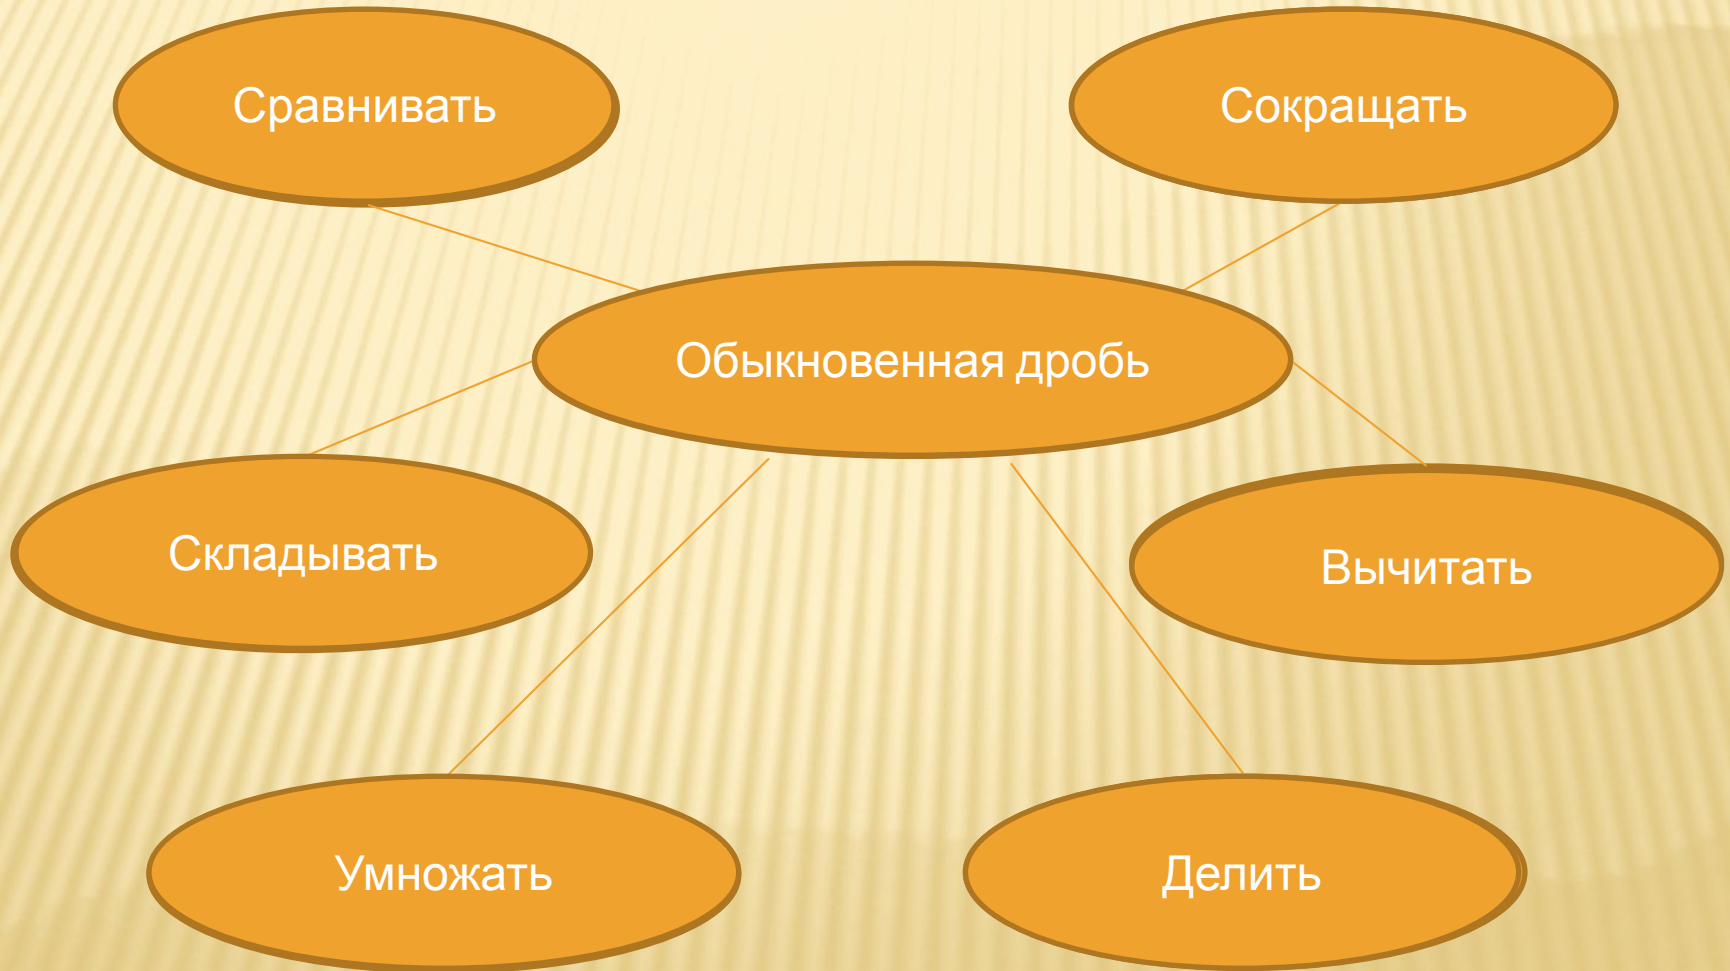 Сравнивать
Сокращать
Обыкновенная дробь
Складывать
Вычитать
Умножать
Делить